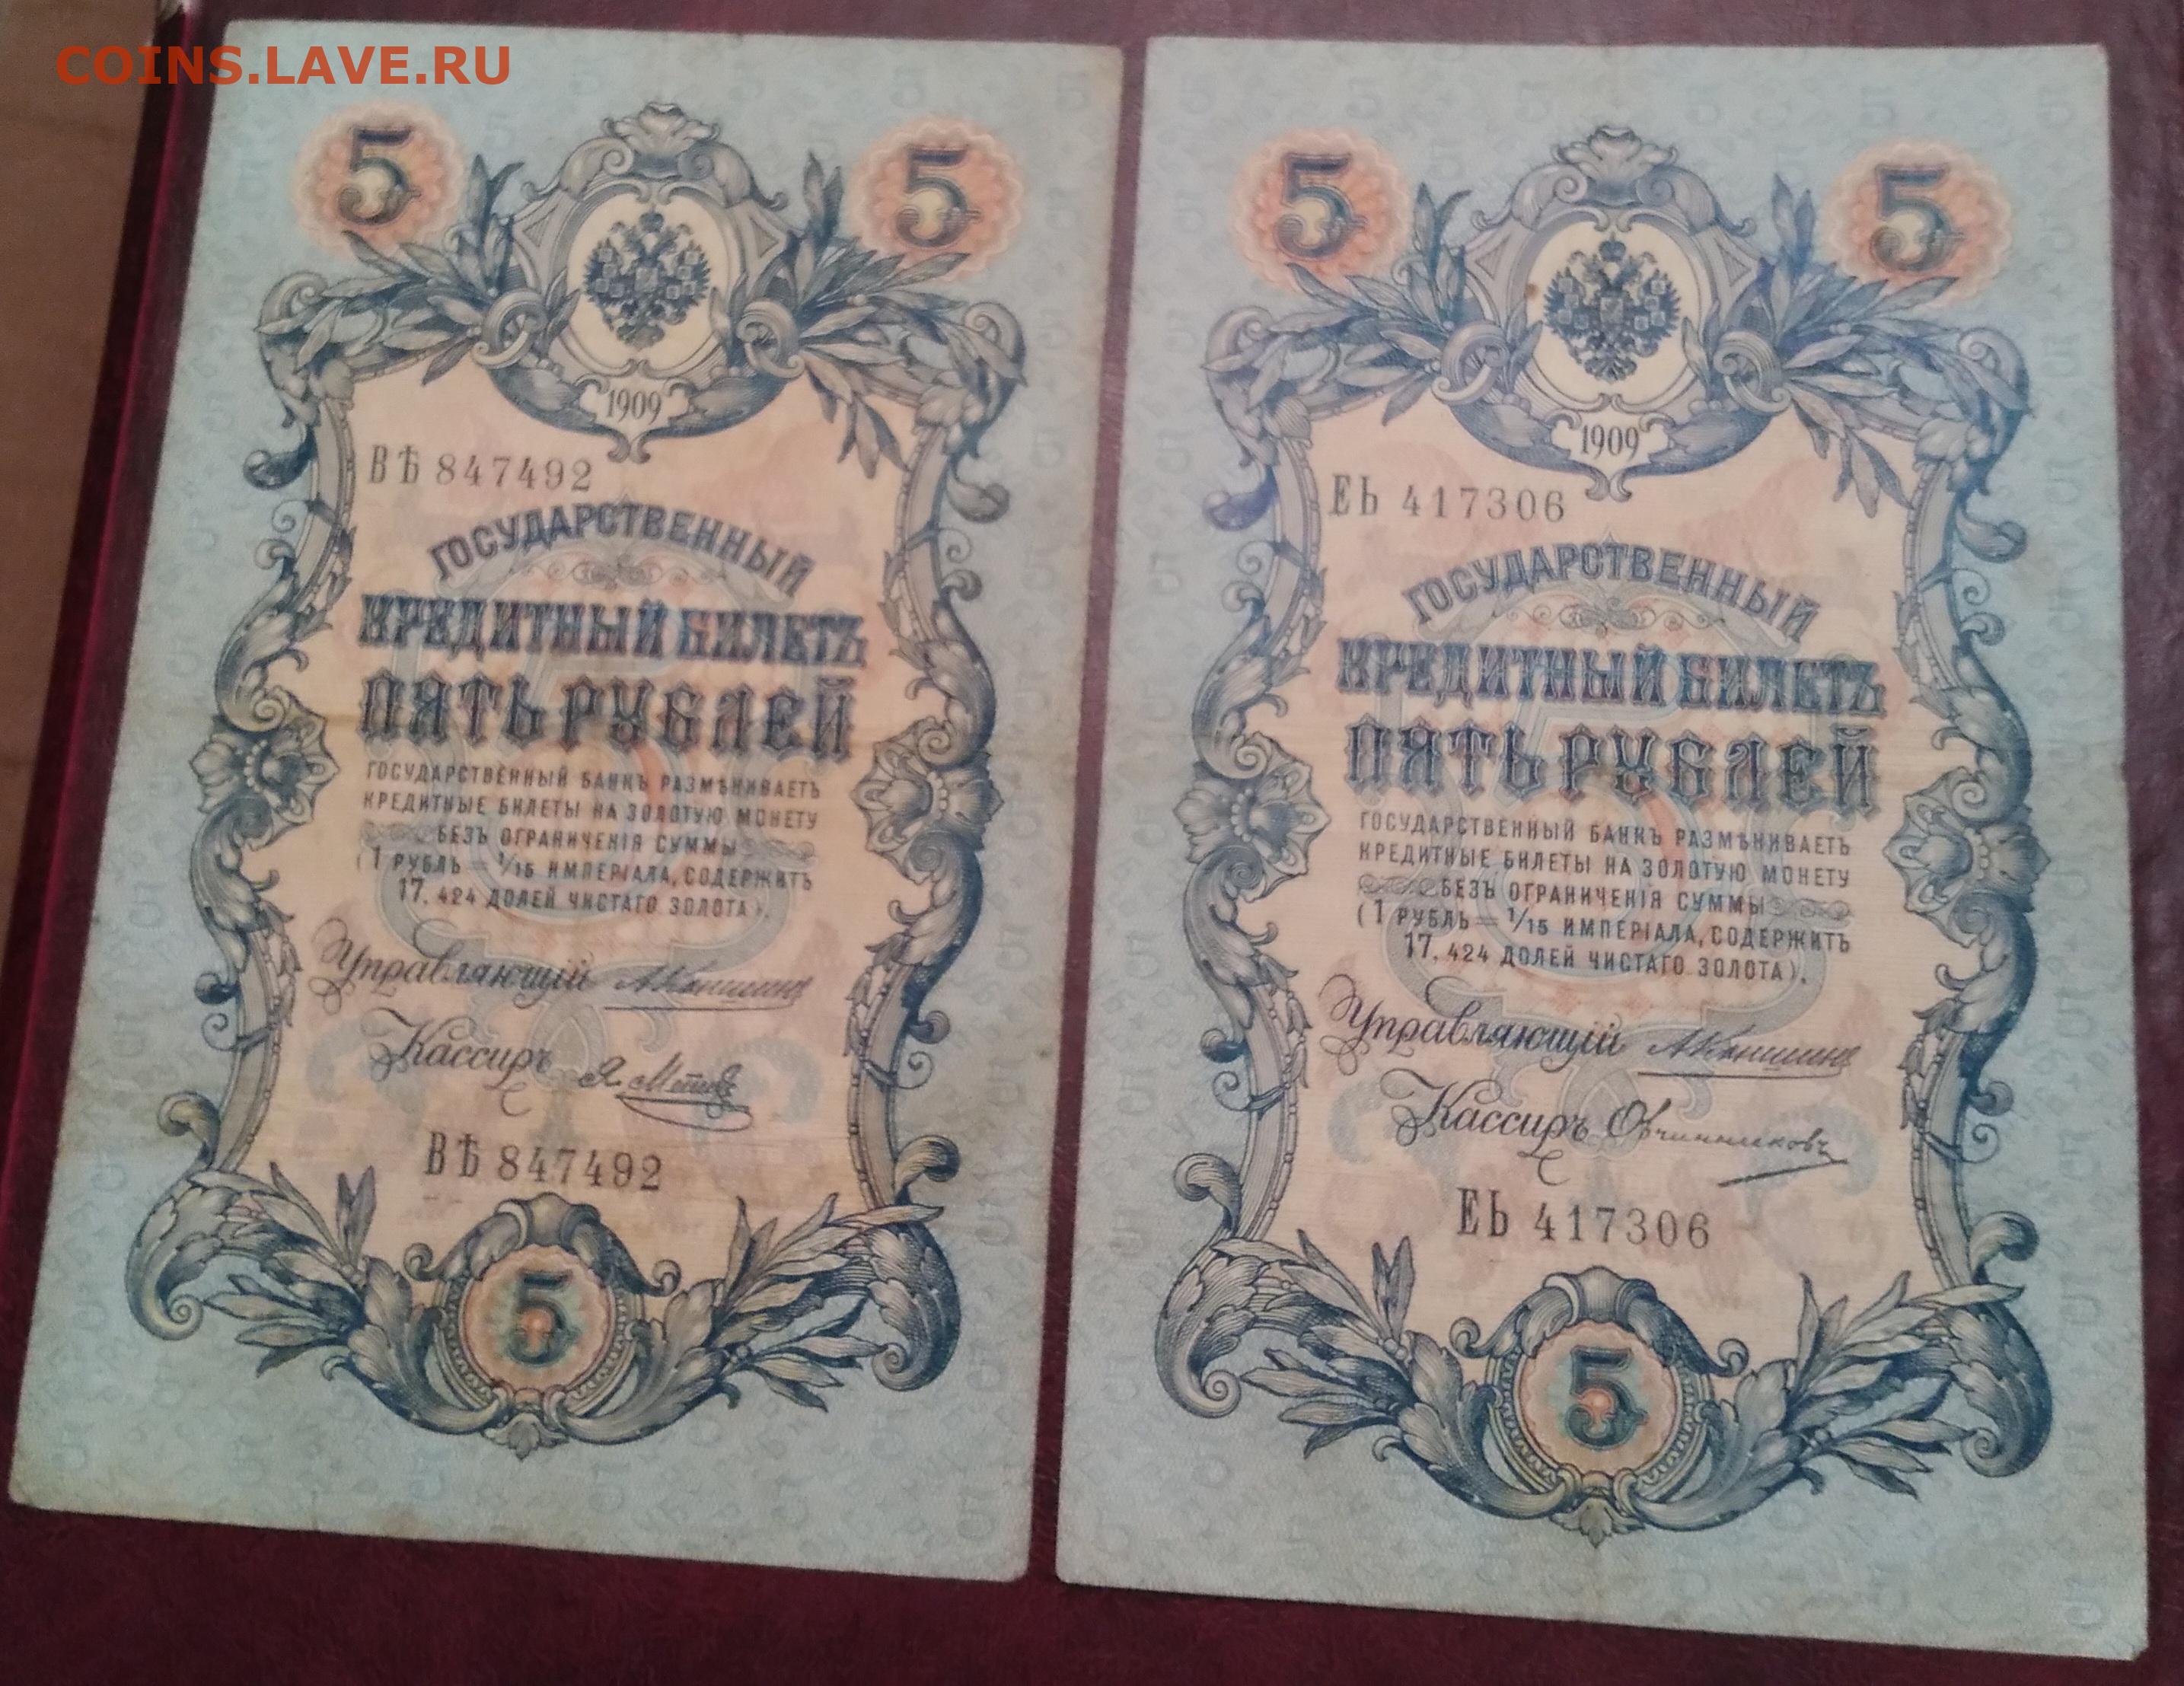 COINS.LAVE.RU
5 5
1909
ВѢ 847492
ГОСУДАРСТВЕННЫЙ
КРЕДИТНЫЙ БИЛЕТЪ
ПЯТЬ РУБЛЕЙ
ГОСУДАРСТВЕННЫЙ БАНКЪ РАЗМѢНИВАЕТЪ
КРЕДИТНЫЕ БИЛЕТЫ НА ЗОЛОТУЮ МОНЕТУ
БЕЗЪ ОГРАНИЧЕНІЯ СУММЫ
(1 РУБЛЬ = 1/15 ИМПЕРІАЛА, СОДЕРЖИТЪ
17,424 ДОЛЕЙ ЧИСТАГО ЗОЛОТА).
Управляющій АКоншинъ
Кассиръ Я. Метцъ
ВѢ 847492
5
5 5
1909
ЕЬ 417306
ГОСУДАРСТВЕННЫЙ
КРЕДИТНЫЙ БИЛЕТЪ
ПЯТЬ РУБЛЕЙ
ГОСУДАРСТВЕННЫЙ БАНКЪ РАЗМѢНИВАЕТЪ
КРЕДИТНЫЕ БИЛЕТЫ НА ЗОЛОТУЮ МОНЕТУ
БЕЗЪ ОГРАНИЧЕНІЯ СУММЫ
(1 РУБЛЬ = 1/15 ИМПЕРІАЛА, СОДЕРЖИТЪ
17,424 ДОЛЕЙ ЧИСТАГО ЗОЛОТА).
Управляющій АКоншинъ
Кассиръ Овчинниковъ
ЕЬ 417306
5